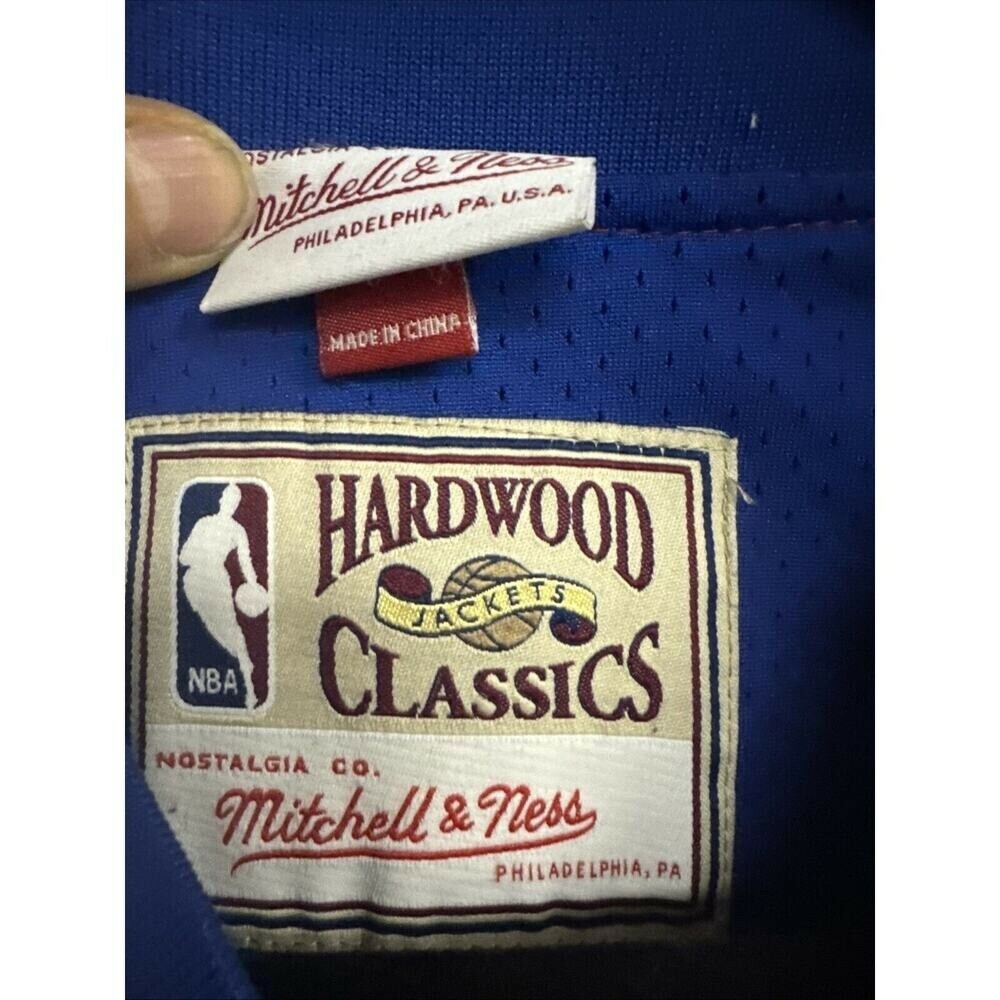 Mitchell & Ness
PHILADELPHIA, PA. U.S.A.
MADE IN CHINA
HARDWOOD
JACKETS
CLASSICS
NBA
NOSTALGIA CO.
Mitchell & Ness
PHILADELPHIA, PA